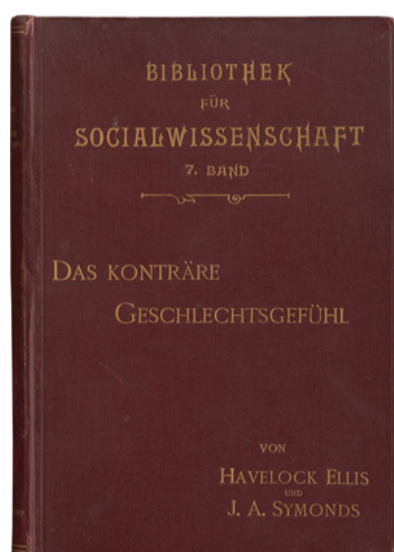 BIBLIOTHEK
FÜR
SOCIALWISSENSCHAFT
7. BAND
DAS KONTRÄRE
GESCHLECHTSGEFÜHL
VON
HAVELOCK ELLIS
UND
J. A. SYMONDS